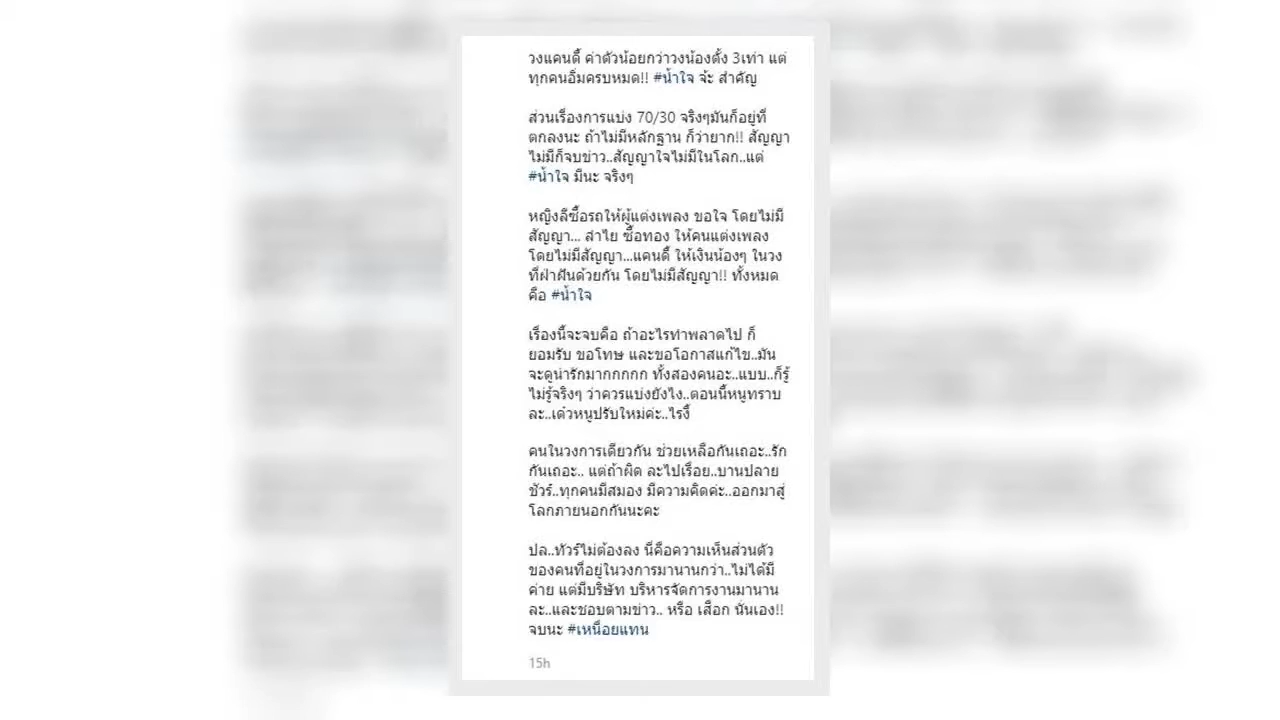 วงแคนดี้ ค่าตัวน้อยกว่าวงน้องตั้ง 3เท่า แต่
ทุกคนอิ่มครบหมด!! #น้ำใจ จ้ะ สำคัญ
ส่วนเรื่องการแบ่ง 70/30 จริงๆมันก็อยู่ที่
ตกลงนะ ถ้าไม่มีหลักฐาน ก็ว่ายาก!! สัญญา
ไม่มีก็จบข่าว..สัญญาใจไม่มีในโลก..แต่
#น้ำใจ มีนะ จริงๆ
หญิงลีซื้อรถให้ผู้แต่งเพลง ขอใจ โดยไม่มี
สัญญา... ลำไย ซื้อทอง ให้คนแต่งเพลง
โดยไม่มีสัญญา...แคนดี้ ให้เงินน้องๆ ในวง
ที่ฝ่าฝันด้วยกัน โดยไม่มีสัญญา!! ทั้งหมด
คือ #น้ำใจ
เรื่องนี้จะจบคือ ถ้าอะไรทำพลาดไป ก็
ยอมรับ ขอโทษ และขอโอกาสแก้ไข..มัน
จะดูน่ารักมากกกกก ทั้งสองคนอะ..แบบ..ก็รู้
ไม่รู้จริงๆ ว่าควรแบ่งยังไง..ตอนนี้หนูทราบ
ละ..เด๋วหนูปรับใหม่ค่ะ..ไรงี้
คนในวงการเดียวกัน ช่วยเหลือกันเถอะ..รัก
กันเถอะ.. แต่ถ้าผิด ละไปเรื่อย..บานปลาย
ชัวร์..ทุกคนมีสมอง มีความคิดค่ะ..ออกมาสู่
โลกภายนอกกันนะคะ
ปล..ทัวร์ไม่ต้องลง นี่คือความเห็นส่วนตัว
ของคนที่อยู่ในวงการมานานกว่า..ไม่ได้มี
ค่าย แต่มีบริษัท บริหารจัดการงานมานาน
ละ..และชอบตามข่าว.. หรือ เสือก นั่นเอง!!
จบนะ #เหนื่อยแทน
15h